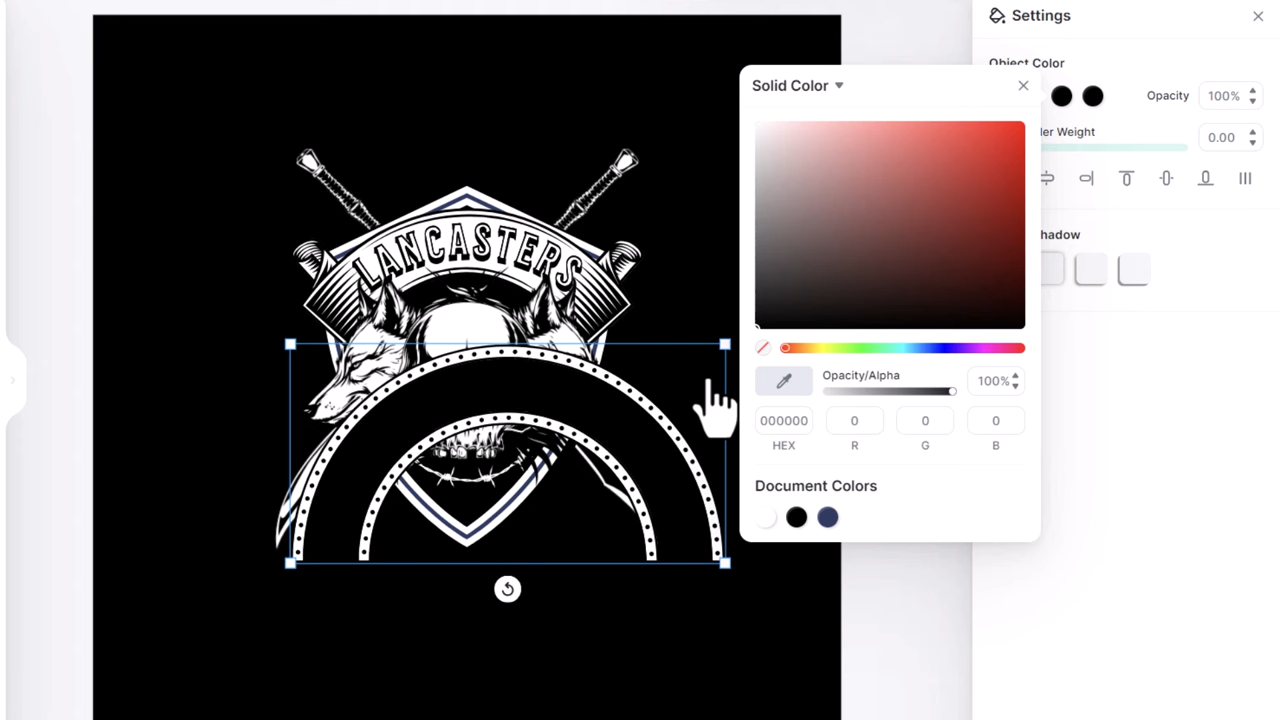 Settings
Object Color
Solid Color
Opacity
100%
der Weight
0.00
LANCASTERS
hadow
Opacity/Alpha
100%
000000
0
0
0
HEX
R
G
B
Document Colors